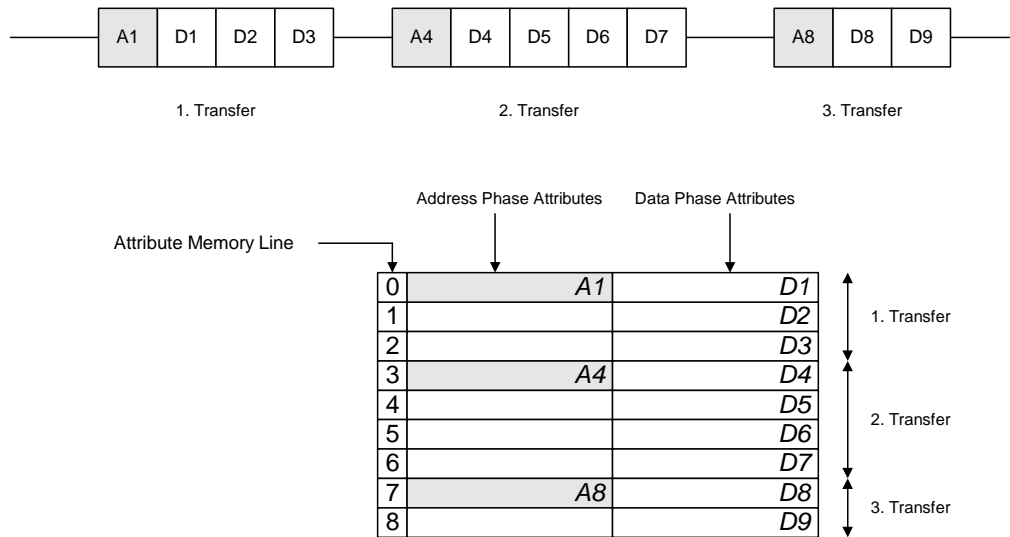 A1 D1 D2 D3 A4 D4 D5 D6 D7 A8 D8 D9
1. Transfer 2. Transfer 3. Transfer
Address Phase Attributes Data Phase Attributes
Attribute Memory Line
0 A1 D1
1 D2 1. Transfer
2 D3
3 A4 D4
4 D5
5 D6 2. Transfer
6 D7
7 A8 D8
8 D9 3. Transfer